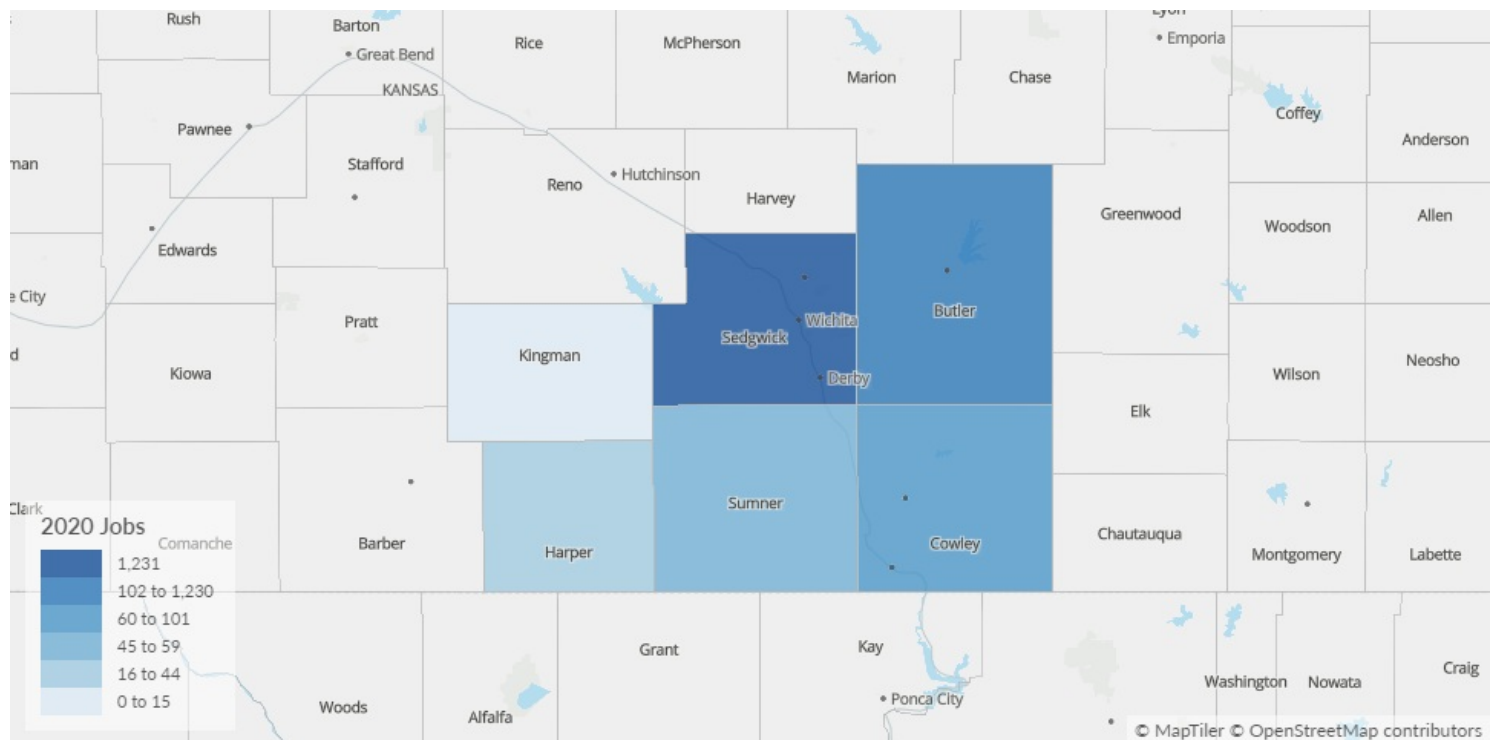 Rush
Barton
Great Bend
Rice
McPherson
Marion
Chase
Emporia
KANSAS
Coffey
Pawnee
Anderson
Stafford
man
Hutchinson
Reno
Harvey
Greenwood
Allen
Woodson
Edwards
e City
Butler
Pratt
Wichita
Sedgwick
Kingman
d
Neosho
Kiowa
Derby
Wilson
Elk
Sumner
Clark
Chautauqua
Comanche
Barber
Harper
Cowley
Montgomery
Labette
2020 Jobs
1,231
102 to 1,230
60 to 101
45 to 59
16 to 44
0 to 15
Grant
Kay
Craig
Washington
Nowata
Ponca City
Woods
Alfalfa
© MapTiler © OpenStreetMap contributors